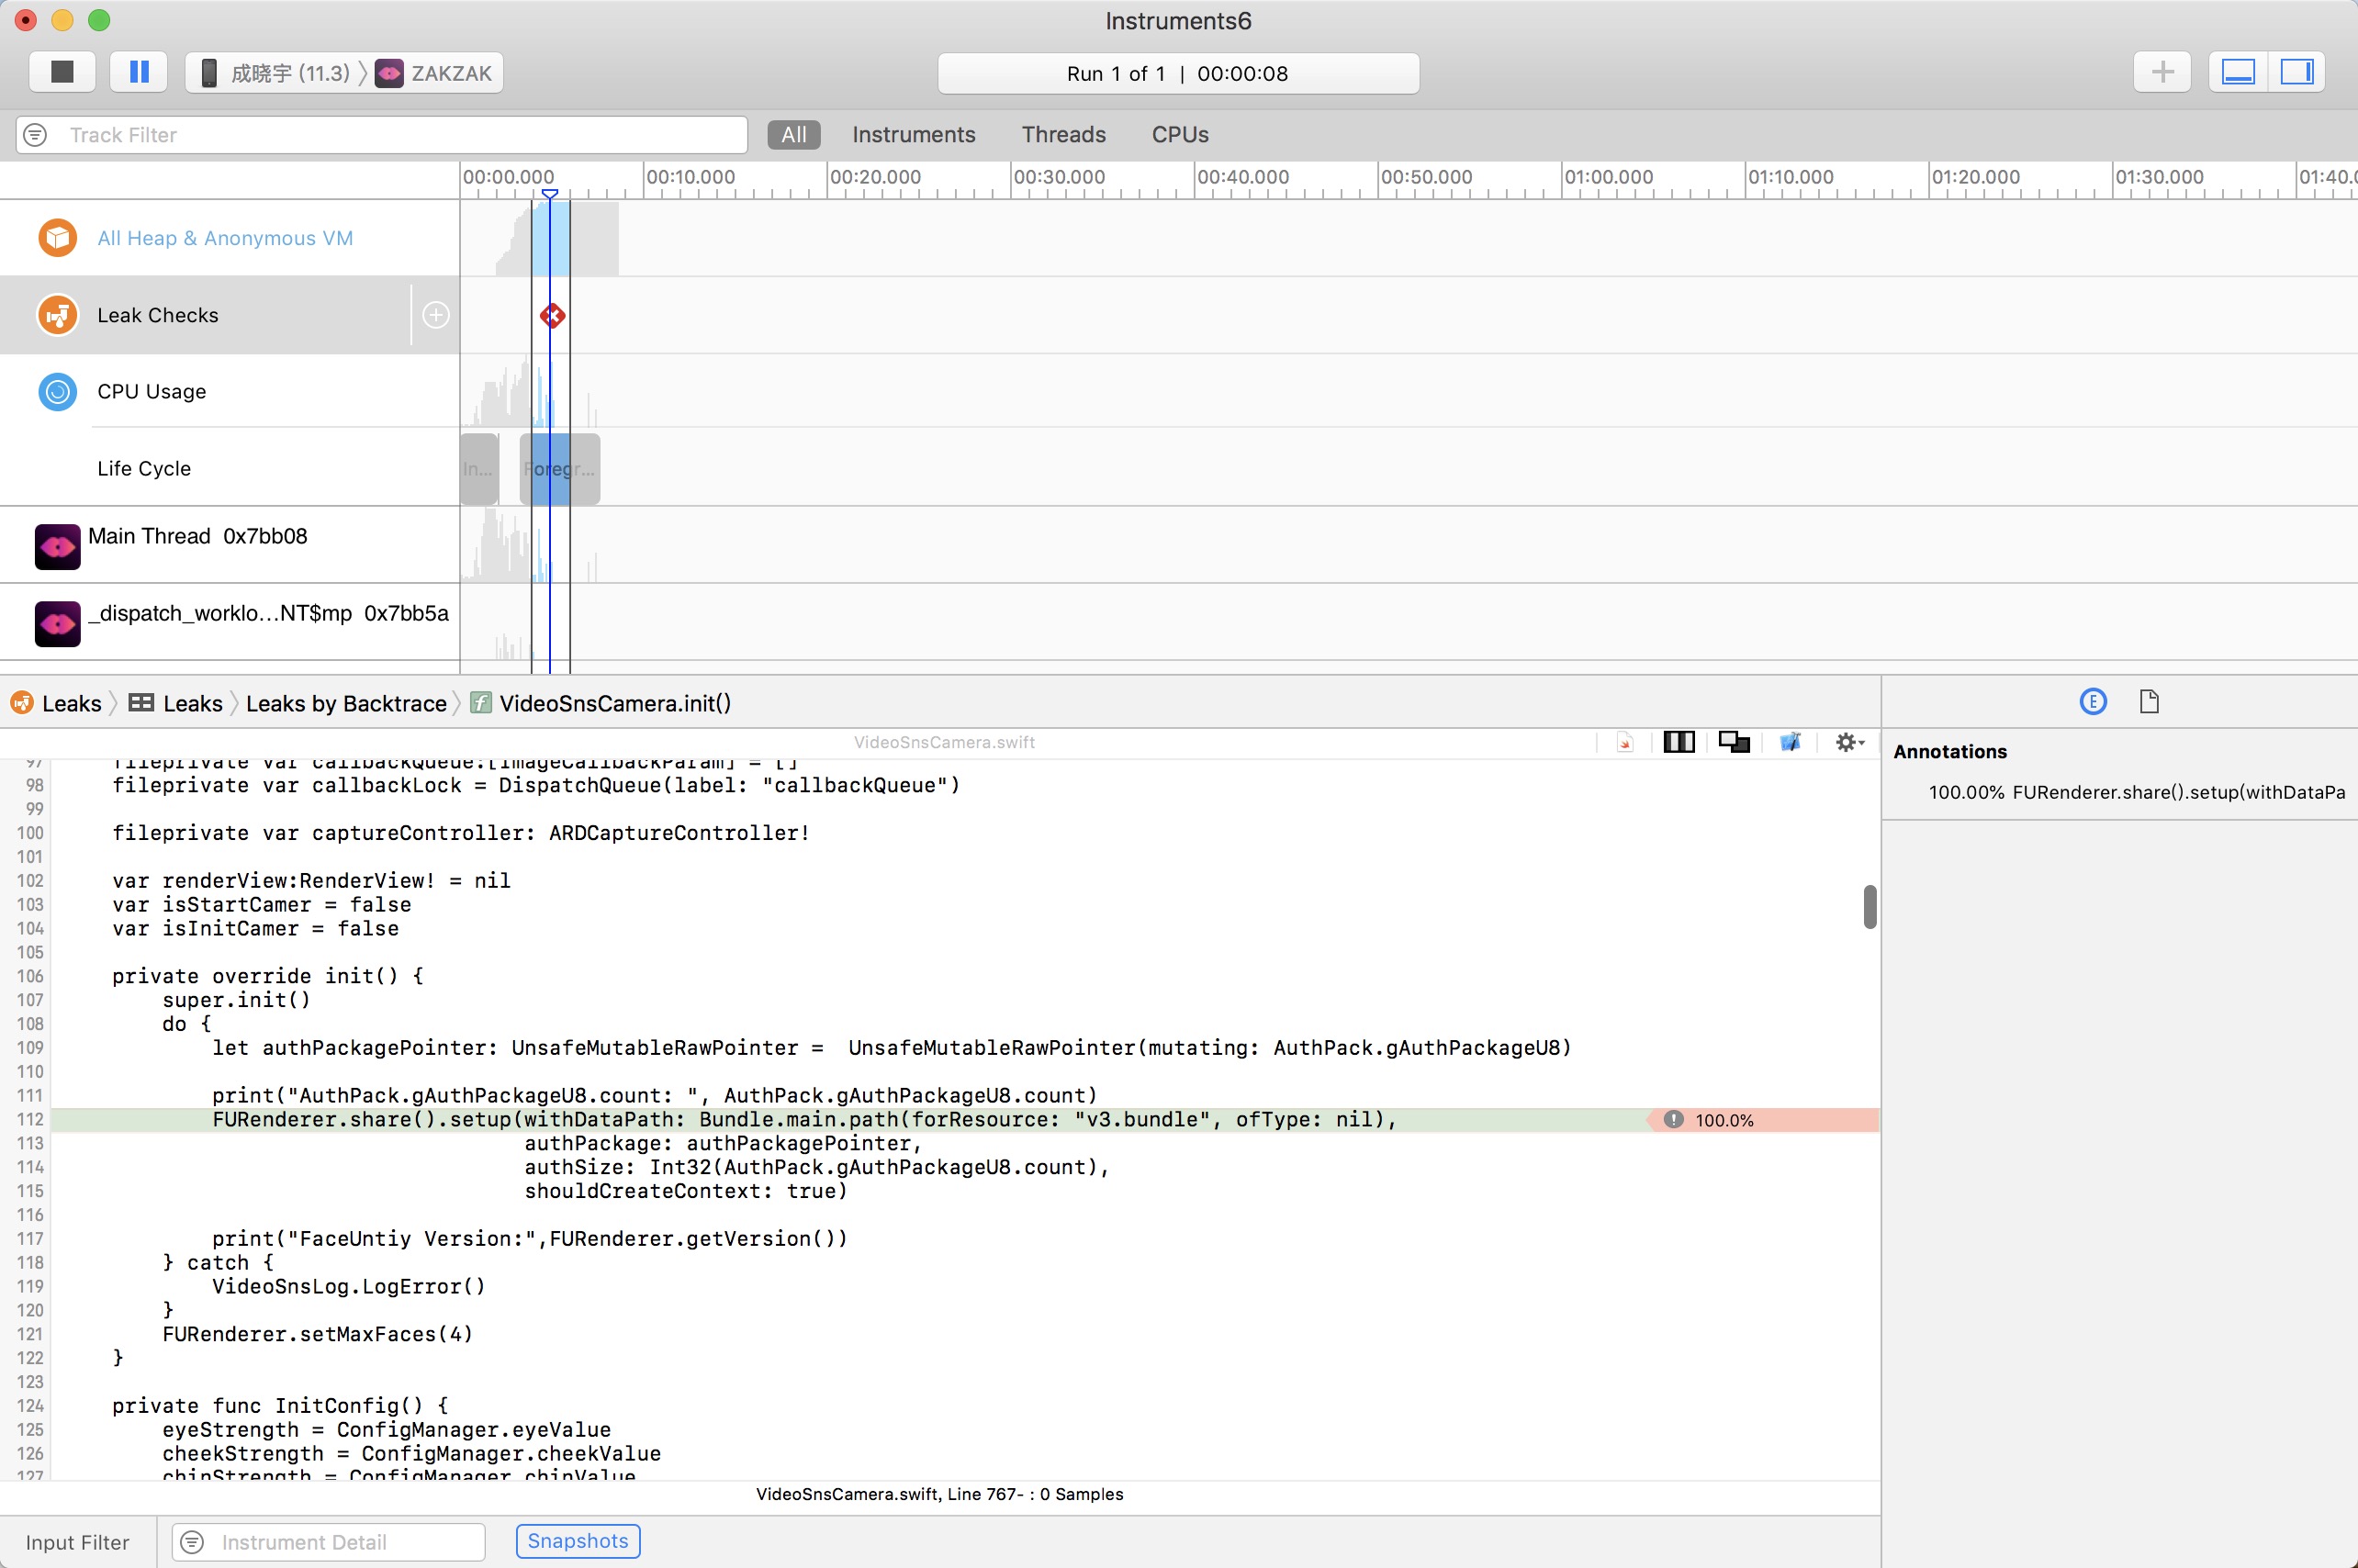 Instruments6
成晓宇 (11.3) ZAKZAK
Run 1 of 1 | 00:00:08
Track Filter
All Instruments Threads CPUs
00:00.000 00:10.000 00:20.000 00:30.000 00:40.000 00:50.000 01:00.000 01:10.000 01:20.000 01:30.000 01:40.0
All Heap & Anonymous VM
Leak Checks
CPU Usage
Life Cycle
In... Foregr...
Main Thread 0x7bb08
_dispatch_worklo...NT$mp 0x7bb5a
Leaks Leaks Leaks by Backtrace VideoSnsCamera.init()
VideoSnsCamera.swift
97 fileprivate var callbackQueue:[ImageCallbackParam] = []
98 fileprivate var callbackLock = DispatchQueue(label: "callbackQueue")
99
100 fileprivate var captureController: ARDCaptureController!
101
102 var renderView:RenderView! = nil
103 var isStartCamer = false
104 var isInitCamer = false
105
106 private override init() {
107 super.init()
108 do {
109 let authPackagePointer: UnsafeMutableRawPointer = UnsafeMutableRawPointer(mutating: AuthPack.gAuthPackageU8)
110
111 print("AuthPack.gAuthPackageU8.count: ", AuthPack.gAuthPackageU8.count)
112 FURenderer.share().setup(withDataPath: Bundle.main.path(forResource: "v3.bundle", ofType: nil), 100.0%
113 authPackage: authPackagePointer,
114 authSize: Int32(AuthPack.gAuthPackageU8.count),
115 shouldCreateContext: true)
116
117 print("FaceUntiy Version:",FURenderer.getVersion())
118 } catch {
119 VideoSnsLog.LogError()
120 }
121 FURenderer.setMaxFaces(4)
122 }
123
124 private func InitConfig() {
125 eyeStrength = ConfigManager.eyeValue
126 cheekStrength = ConfigManager.cheekValue
127 chinStrength = ConfigManager.chinValue
VideoSnsCamera.swift, Line 767- : 0 Samples
Input Filter Instrument Detail Snapshots
E
Annotations
100.00% FURenderer.share().setup(withDataPa